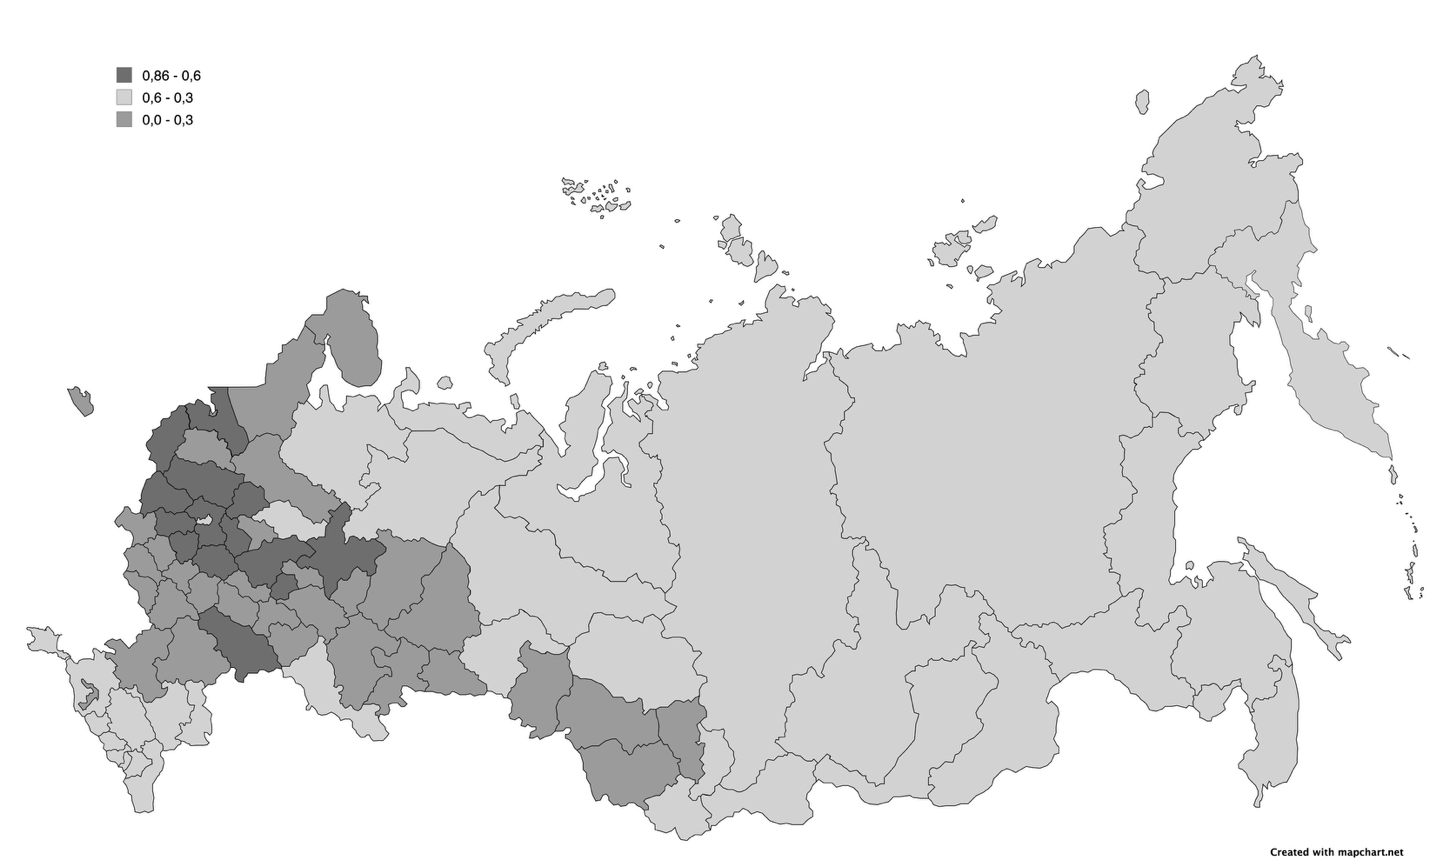 0,86 - 0,6
0,6 - 0,3
0,0 - 0,3
Created with mapchart.net